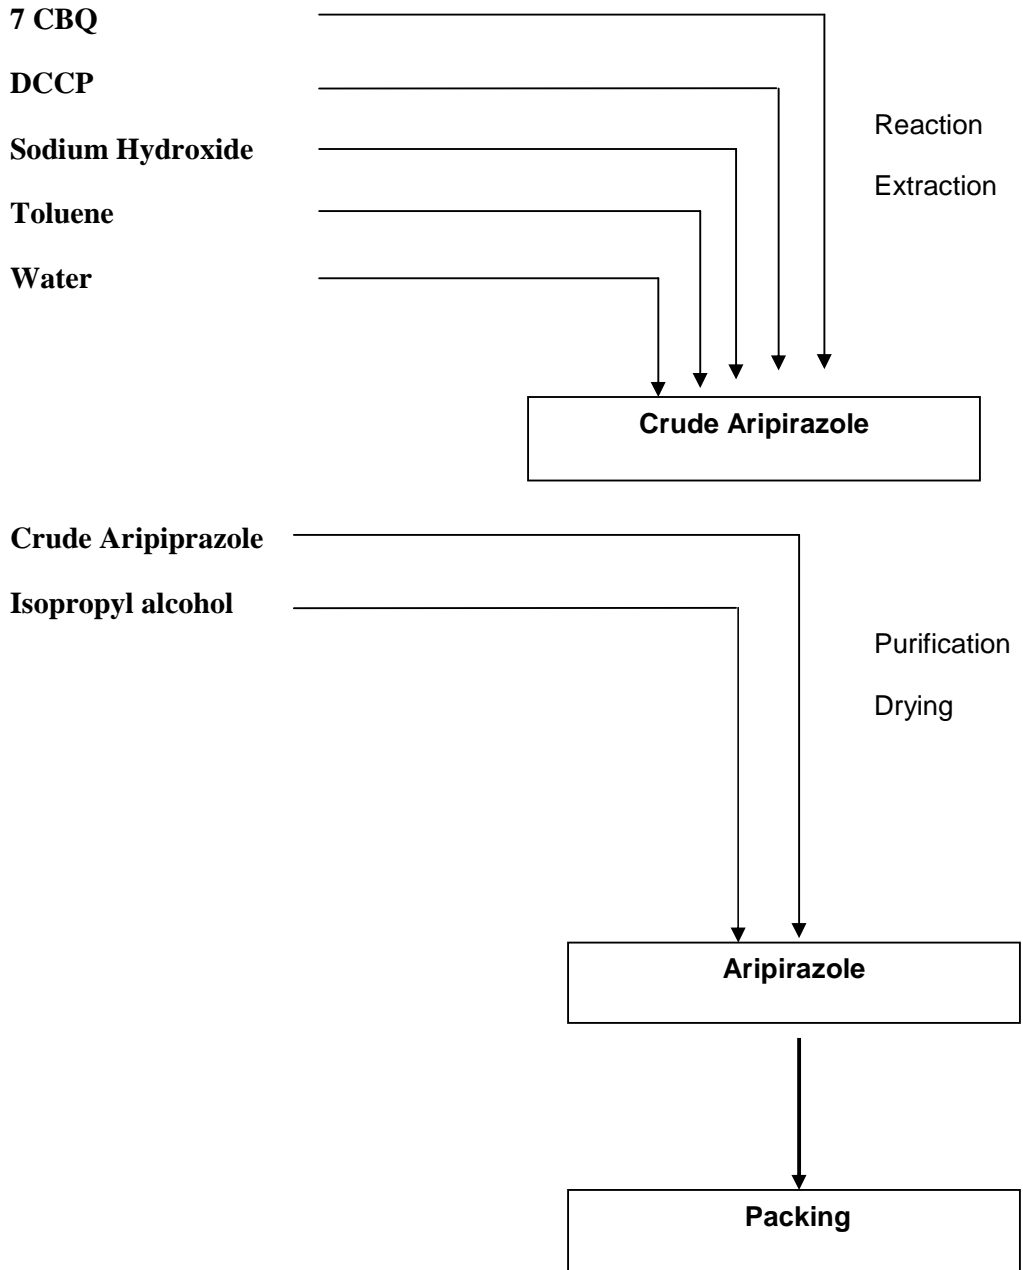 7 CBQ
DCCP
Sodium Hydroxide
Toluene
Water
Reaction
Extraction
Crude Aripirazole
Crude Aripiprazole
Isopropyl alcohol
Purification
Drying
Aripirazole
Packing